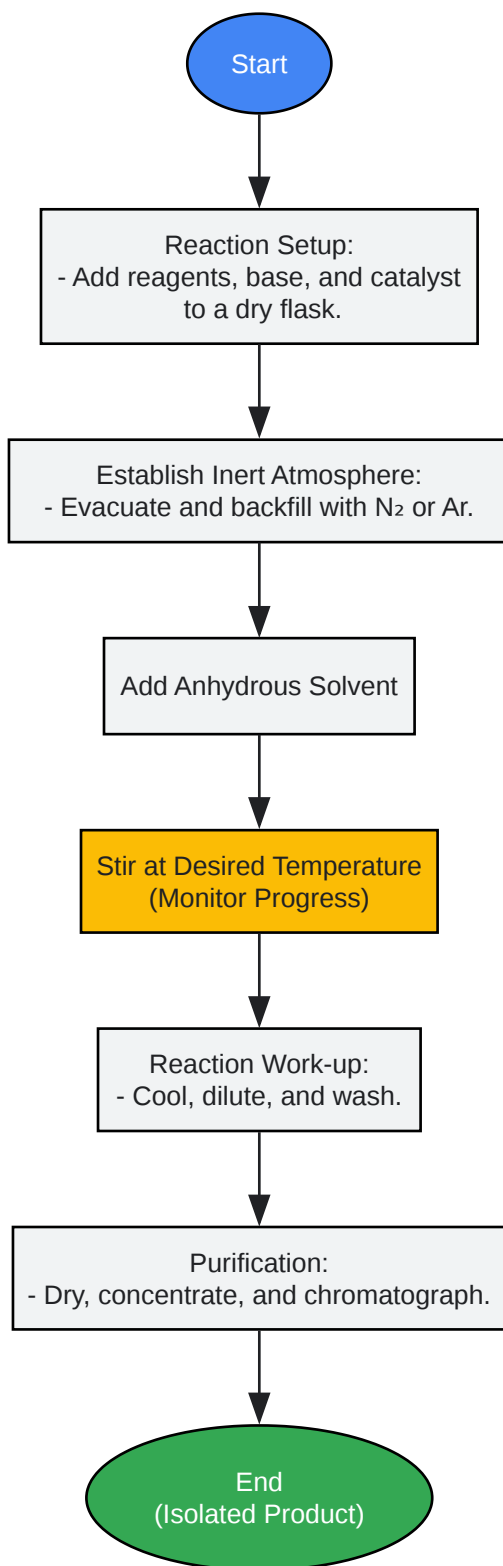 Start
Reaction Setup:
- Add reagents, base, and catalyst
to a dry flask.
Establish Inert Atmosphere:
- Evacuate and backfill with N₂ or Ar.
Add Anhydrous Solvent
Stir at Desired Temperature
(Monitor Progress)
Reaction Work-up:
- Cool, dilute, and wash.
Purification:
- Dry, concentrate, and chromatograph.
End
(Isolated Product)